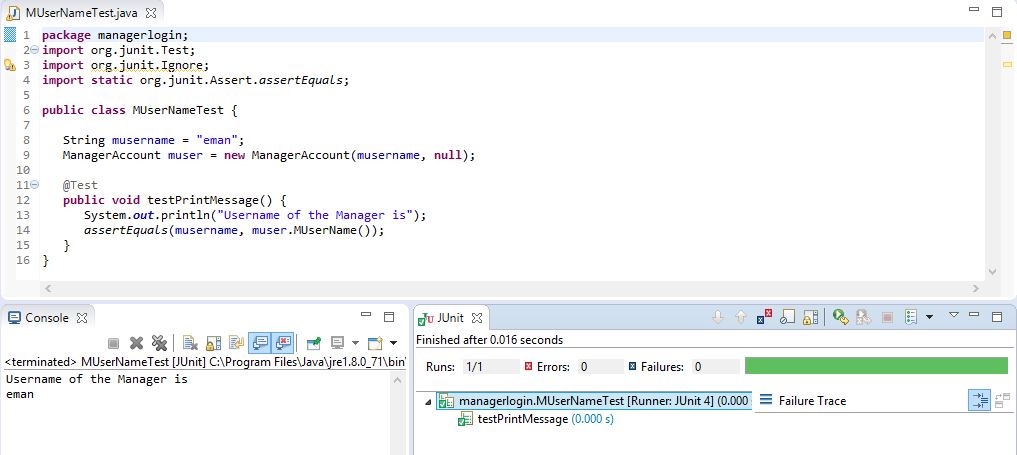 MUserNameTest.java
1 package managerlogin;
2 import org.junit.Test;
3 import org.junit.Ignore;
4 import static org.junit.Assert.assertEquals;
5
6 public class MUserNameTest {
7
8 String musername = "eman";
9 ManagerAccount muser = new ManagerAccount(musername, null);
10
11 @Test
12 public void testPrintMessage() {
13 System.out.println("Username of the Manager is");
14 assertEquals(musername, muser.MUserName());
15 }
16 }
Console
<terminated> MUserNameTest [JUnit] C:\Program Files\Java\jre1.8.0_71\bin\
Username of the Manager is
eman
JUnit
Finished after 0.016 seconds
Runs: 1/1 Errors: 0 Failures: 0
managerlogin.MUserNameTest [Runner: JUnit 4] (0.000 Failure Trace
testPrintMessage (0.000 s)